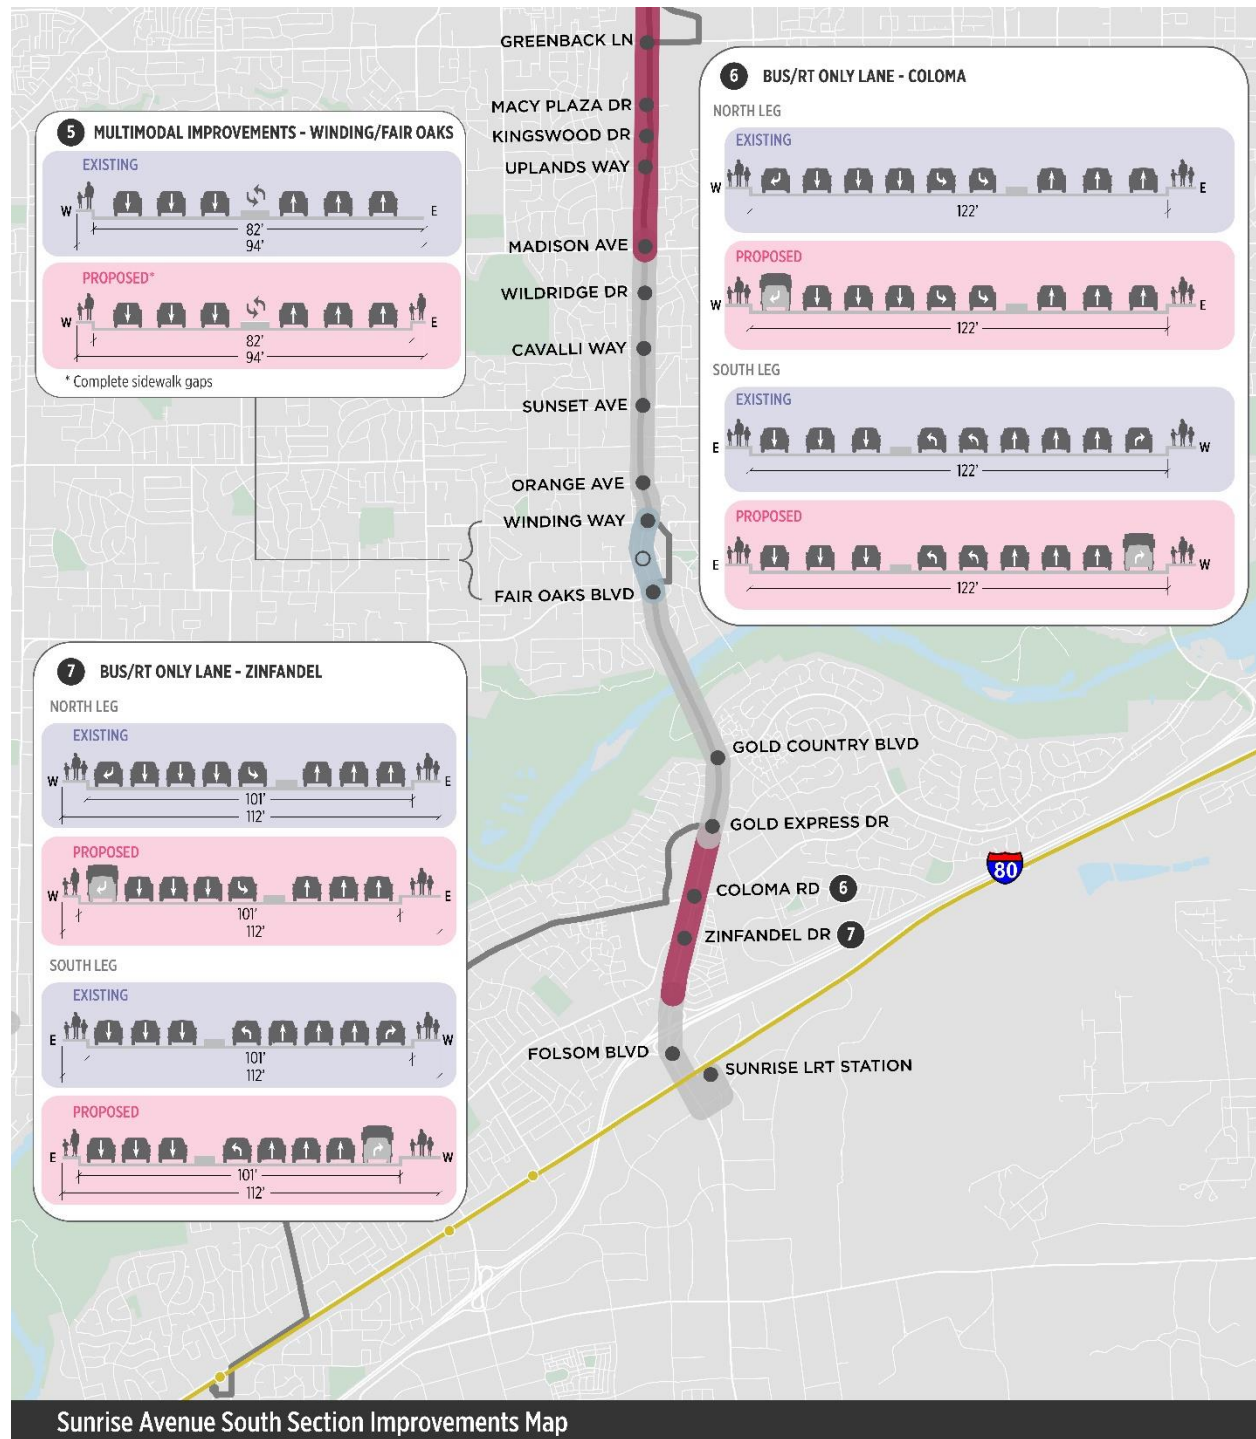 GREENBACK LN
MACY PLAZA DR
KINGSWOOD DR
UPLANDS WAY
MADISON AVE
WILDRIDGE DR
CAVALLI WAY
SUNSET AVE
ORANGE AVE
WINDING WAY
FAIR OAKS BLVD
GOLD COUNTRY BLVD
GOLD EXPRESS DR
COLOMA RD 6
ZINFANDEL DR 7
FOLSOM BLVD
SUNRISE LRT STATION
80
5 MULTIMODAL IMPROVEMENTS - WINDING/FAIR OAKS
EXISTING
W E
82'
94'
PROPOSED*
W E
82'
94'
* Complete sidewalk gaps
6 BUS/RT ONLY LANE - COLOMA
NORTH LEG
EXISTING
W E
122'
PROPOSED
W E
122'
SOUTH LEG
EXISTING
E W
122'
PROPOSED
E W
122'
7 BUS/RT ONLY LANE - ZINFANDEL
NORTH LEG
EXISTING
W E
101'
112'
PROPOSED
W E
101'
112'
SOUTH LEG
EXISTING
E W
101'
112'
PROPOSED
E W
101'
112'
Sunrise Avenue South Section Improvements Map